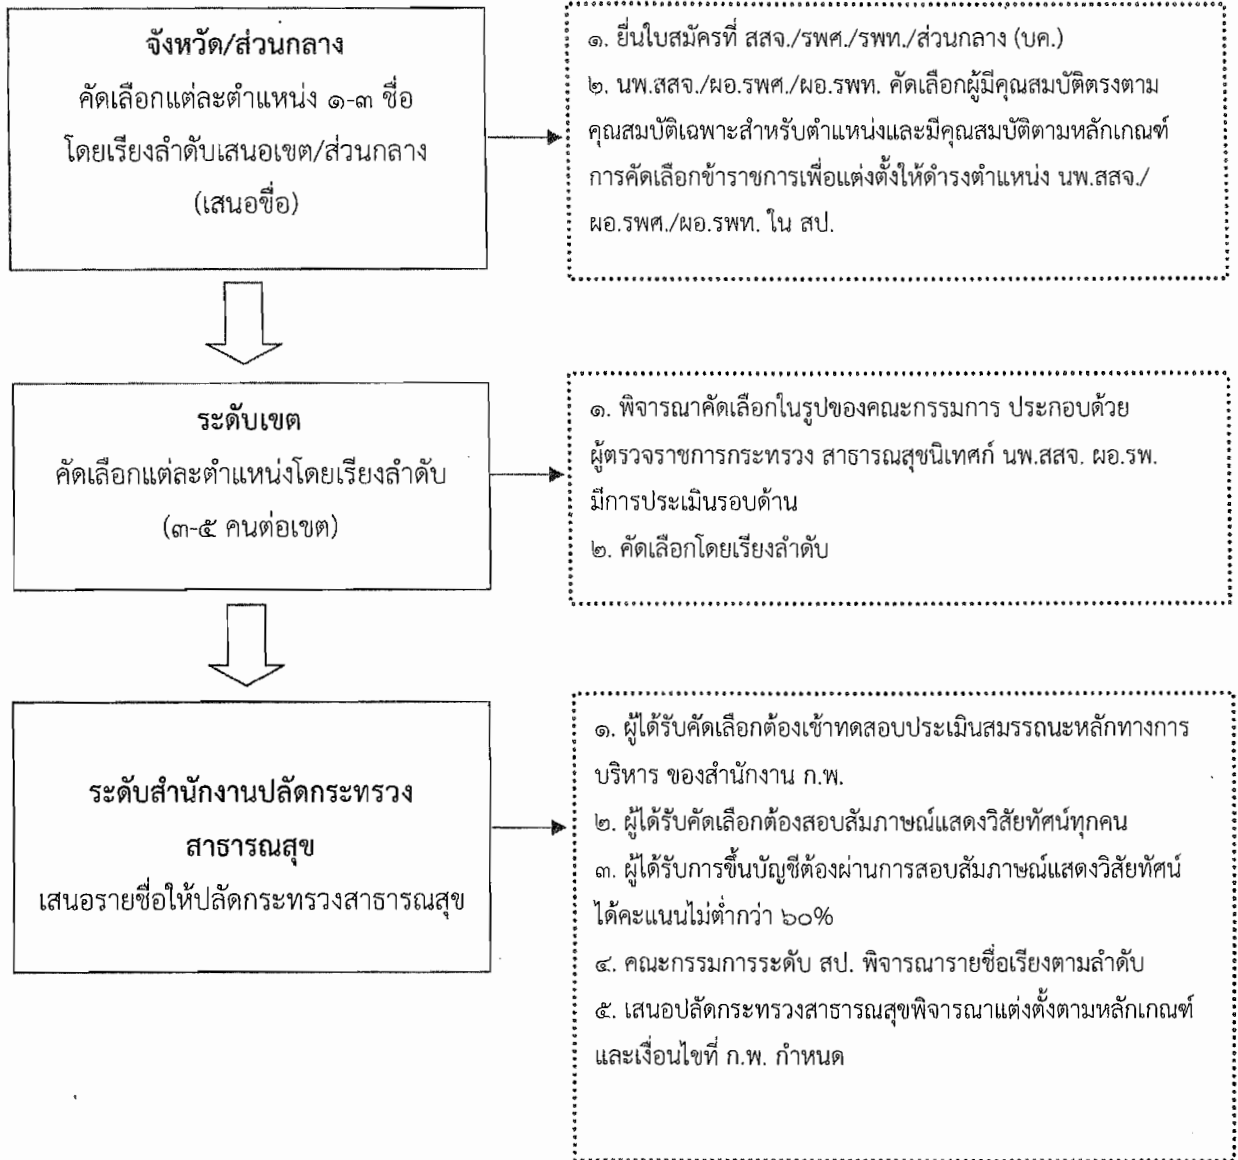 จังหวัด/ส่วนกลาง
คัดเลือกแต่ละตำแหน่ง ๑-๓ ชื่อ
โดยเรียงลำดับเสนอเขต/ส่วนกลาง
(เสนอชื่อ)
๑. ยื่นใบสมัครที่ สสจ./รพศ./รพท./ส่วนกลาง (บค.)
๒. นพ.สสจ./ผอ.รพศ./ผอ.รพท. คัดเลือกผู้มีคุณสมบัติตรงตาม
คุณสมบัติเฉพาะสำหรับตำแหน่งและมีคุณสมบัติตามหลักเกณฑ์
การคัดเลือกข้าราชการเพื่อแต่งตั้งให้ดำรงตำแหน่ง นพ.สสจ./
ผอ.รพศ./ผอ.รพท. ใน สป.
ระดับเขต
คัดเลือกแต่ละตำแหน่งโดยเรียงลำดับ
(๓-๕ คนต่อเขต)
๑. พิจารณาคัดเลือกในรูปของคณะกรรมการ ประกอบด้วย
ผู้ตรวจราชการกระทรวง สาธารณสุขนิเทศก์ นพ.สสจ. ผอ.รพ.
มีการประเมินรอบด้าน
๒. คัดเลือกโดยเรียงลำดับ
ระดับสำนักงานปลัดกระทรวง
สาธารณสุข
เสนอรายชื่อให้ปลัดกระทรวงสาธารณสุข
๑. ผู้ได้รับคัดเลือกต้องเข้าทดสอบประเมินสมรรถนะหลักทางการ
บริหาร ของสำนักงาน ก.พ.
๒. ผู้ได้รับคัดเลือกต้องสอบสัมภาษณ์แสดงวิสัยทัศน์ทุกคน
๓. ผู้ได้รับการขึ้นบัญชีต้องผ่านการสอบสัมภาษณ์แสดงวิสัยทัศน์
ได้คะแนนไม่ต่ำกว่า ๖๐%
๔. คณะกรรมการระดับ สป. พิจารณารายชื่อเรียงตามลำดับ
๕. เสนอปลัดกระทรวงสาธารณสุขพิจารณาแต่งตั้งตามหลักเกณฑ์
และเงื่อนไขที่ ก.พ. กำหนด